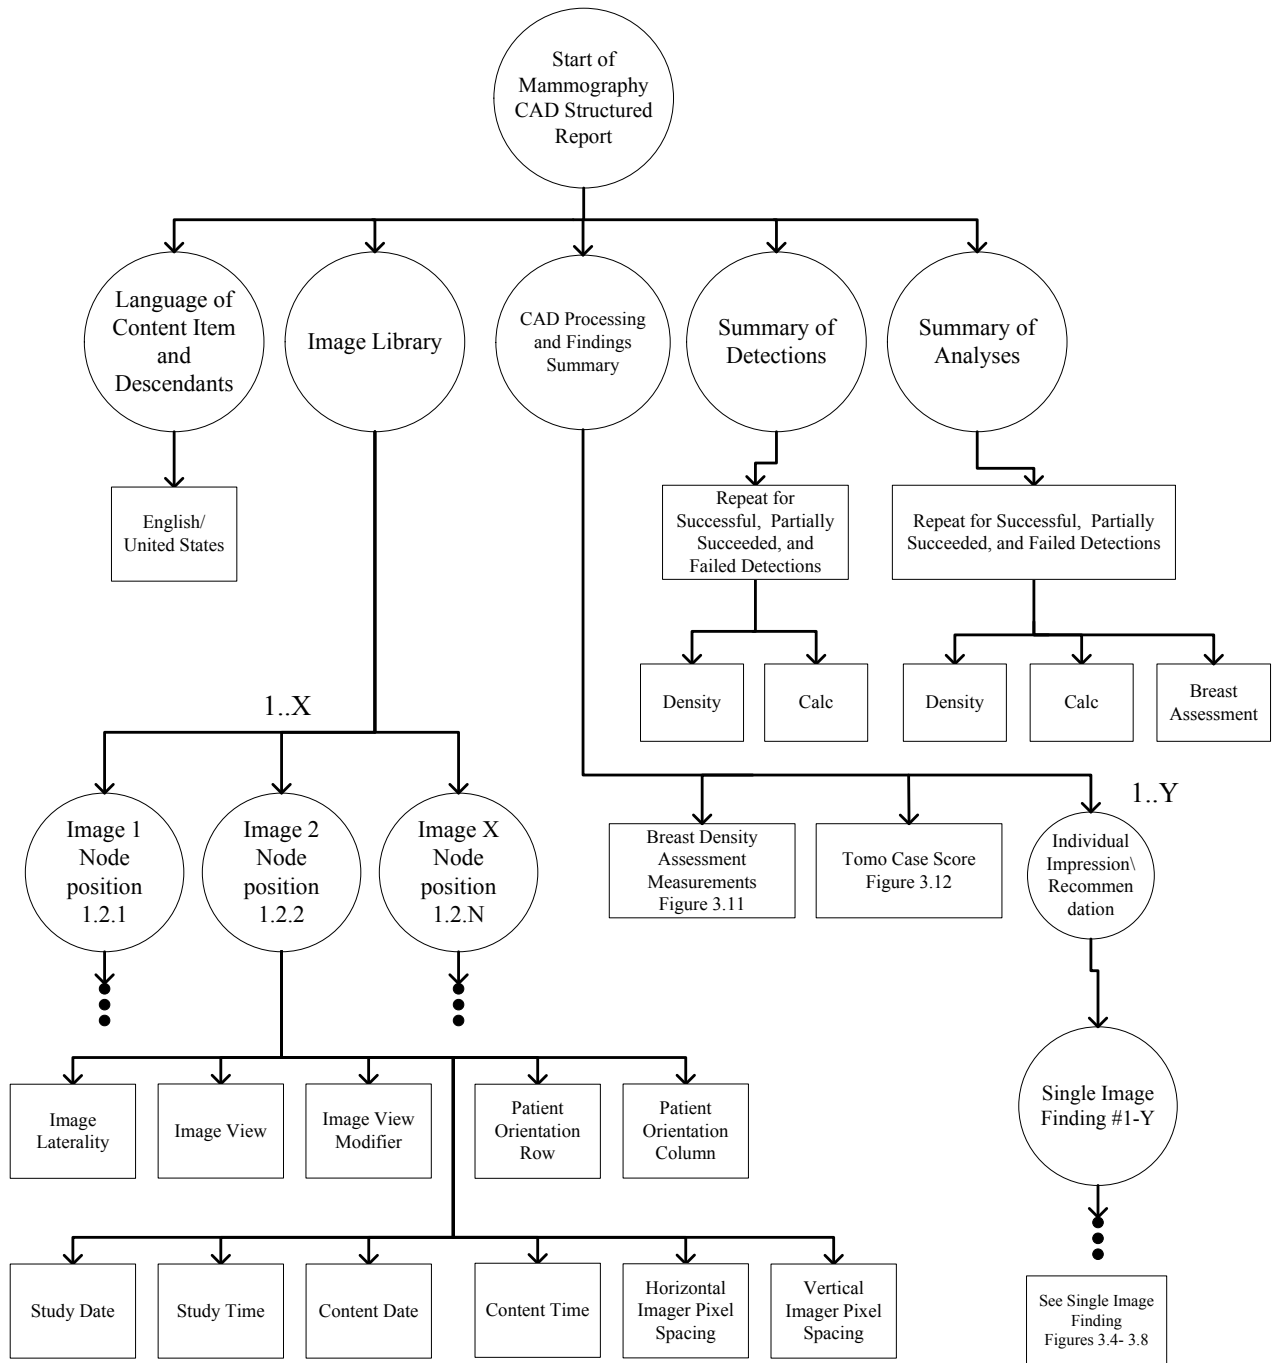 Start of
Mammography
CAD Structured
Report
Language of
Content Item
and
Descendants
Image Library
CAD Processing
and Findings
Summary
Summary of
Detections
Summary of
Analyses
English/
United States
Repeat for
Successful, Partially
Succeeded, and
Failed Detections
Repeat for Successful, Partially
Succeeded, and Failed Detections
Density
Calc
Density
Calc
Breast
Assessment
1..X
1..Y
Image 1
Node
position
1.2.1
Image 2
Node
position
1.2.2
Image X
Node
position
1.2.N
Breast Density
Assessment
Measurements
Figure 3.11
Tomo Case Score
Figure 3.12
Individual
Impression\
Recommen
dation
Single Image
Finding #1-Y
Image
Laterality
Image View
Image View
Modifier
Patient
Orientation
Row
Patient
Orientation
Column
Study Date
Study Time
Content Date
Content Time
Horizontal
Imager Pixel
Spacing
Vertical
Imager Pixel
Spacing
See Single Image
Finding
Figures 3.4- 3.8